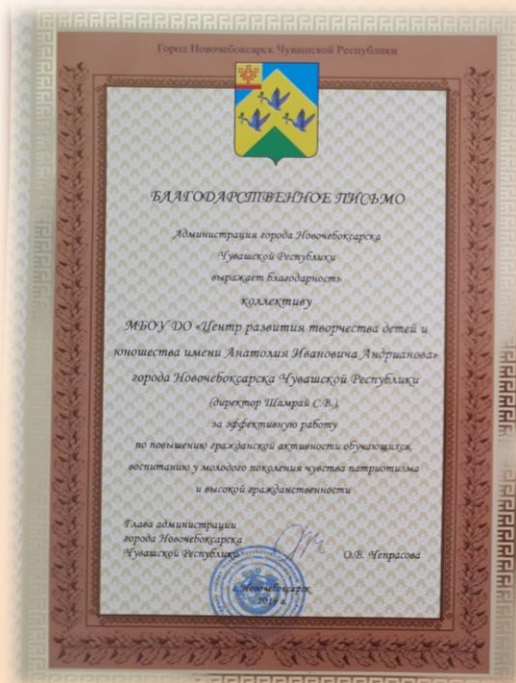 Город Новочебоксарск Чувашской Республики
БЛАГОДАРСТВЕННОЕ ПИСЬМО
Администрация города Новочебоксарска
Чувашской Республики
выражает благодарность
коллективу
МБОУ ДО «Центр развития творчества детей и
юношества имени Анатолия Ивановича Андрианова»
города Новочебоксарска Чувашской Республики
(директор Шамрай С.В.),
за эффективную работу
по повышению гражданской активности обучающихся,
воспитанию у молодого поколения чувства патриотизма
и высокой гражданственности
Глава администрации
города Новочебоксарска
Чувашской Республики О.В. Чепрасова
г. Новочебоксарск
2019 г.